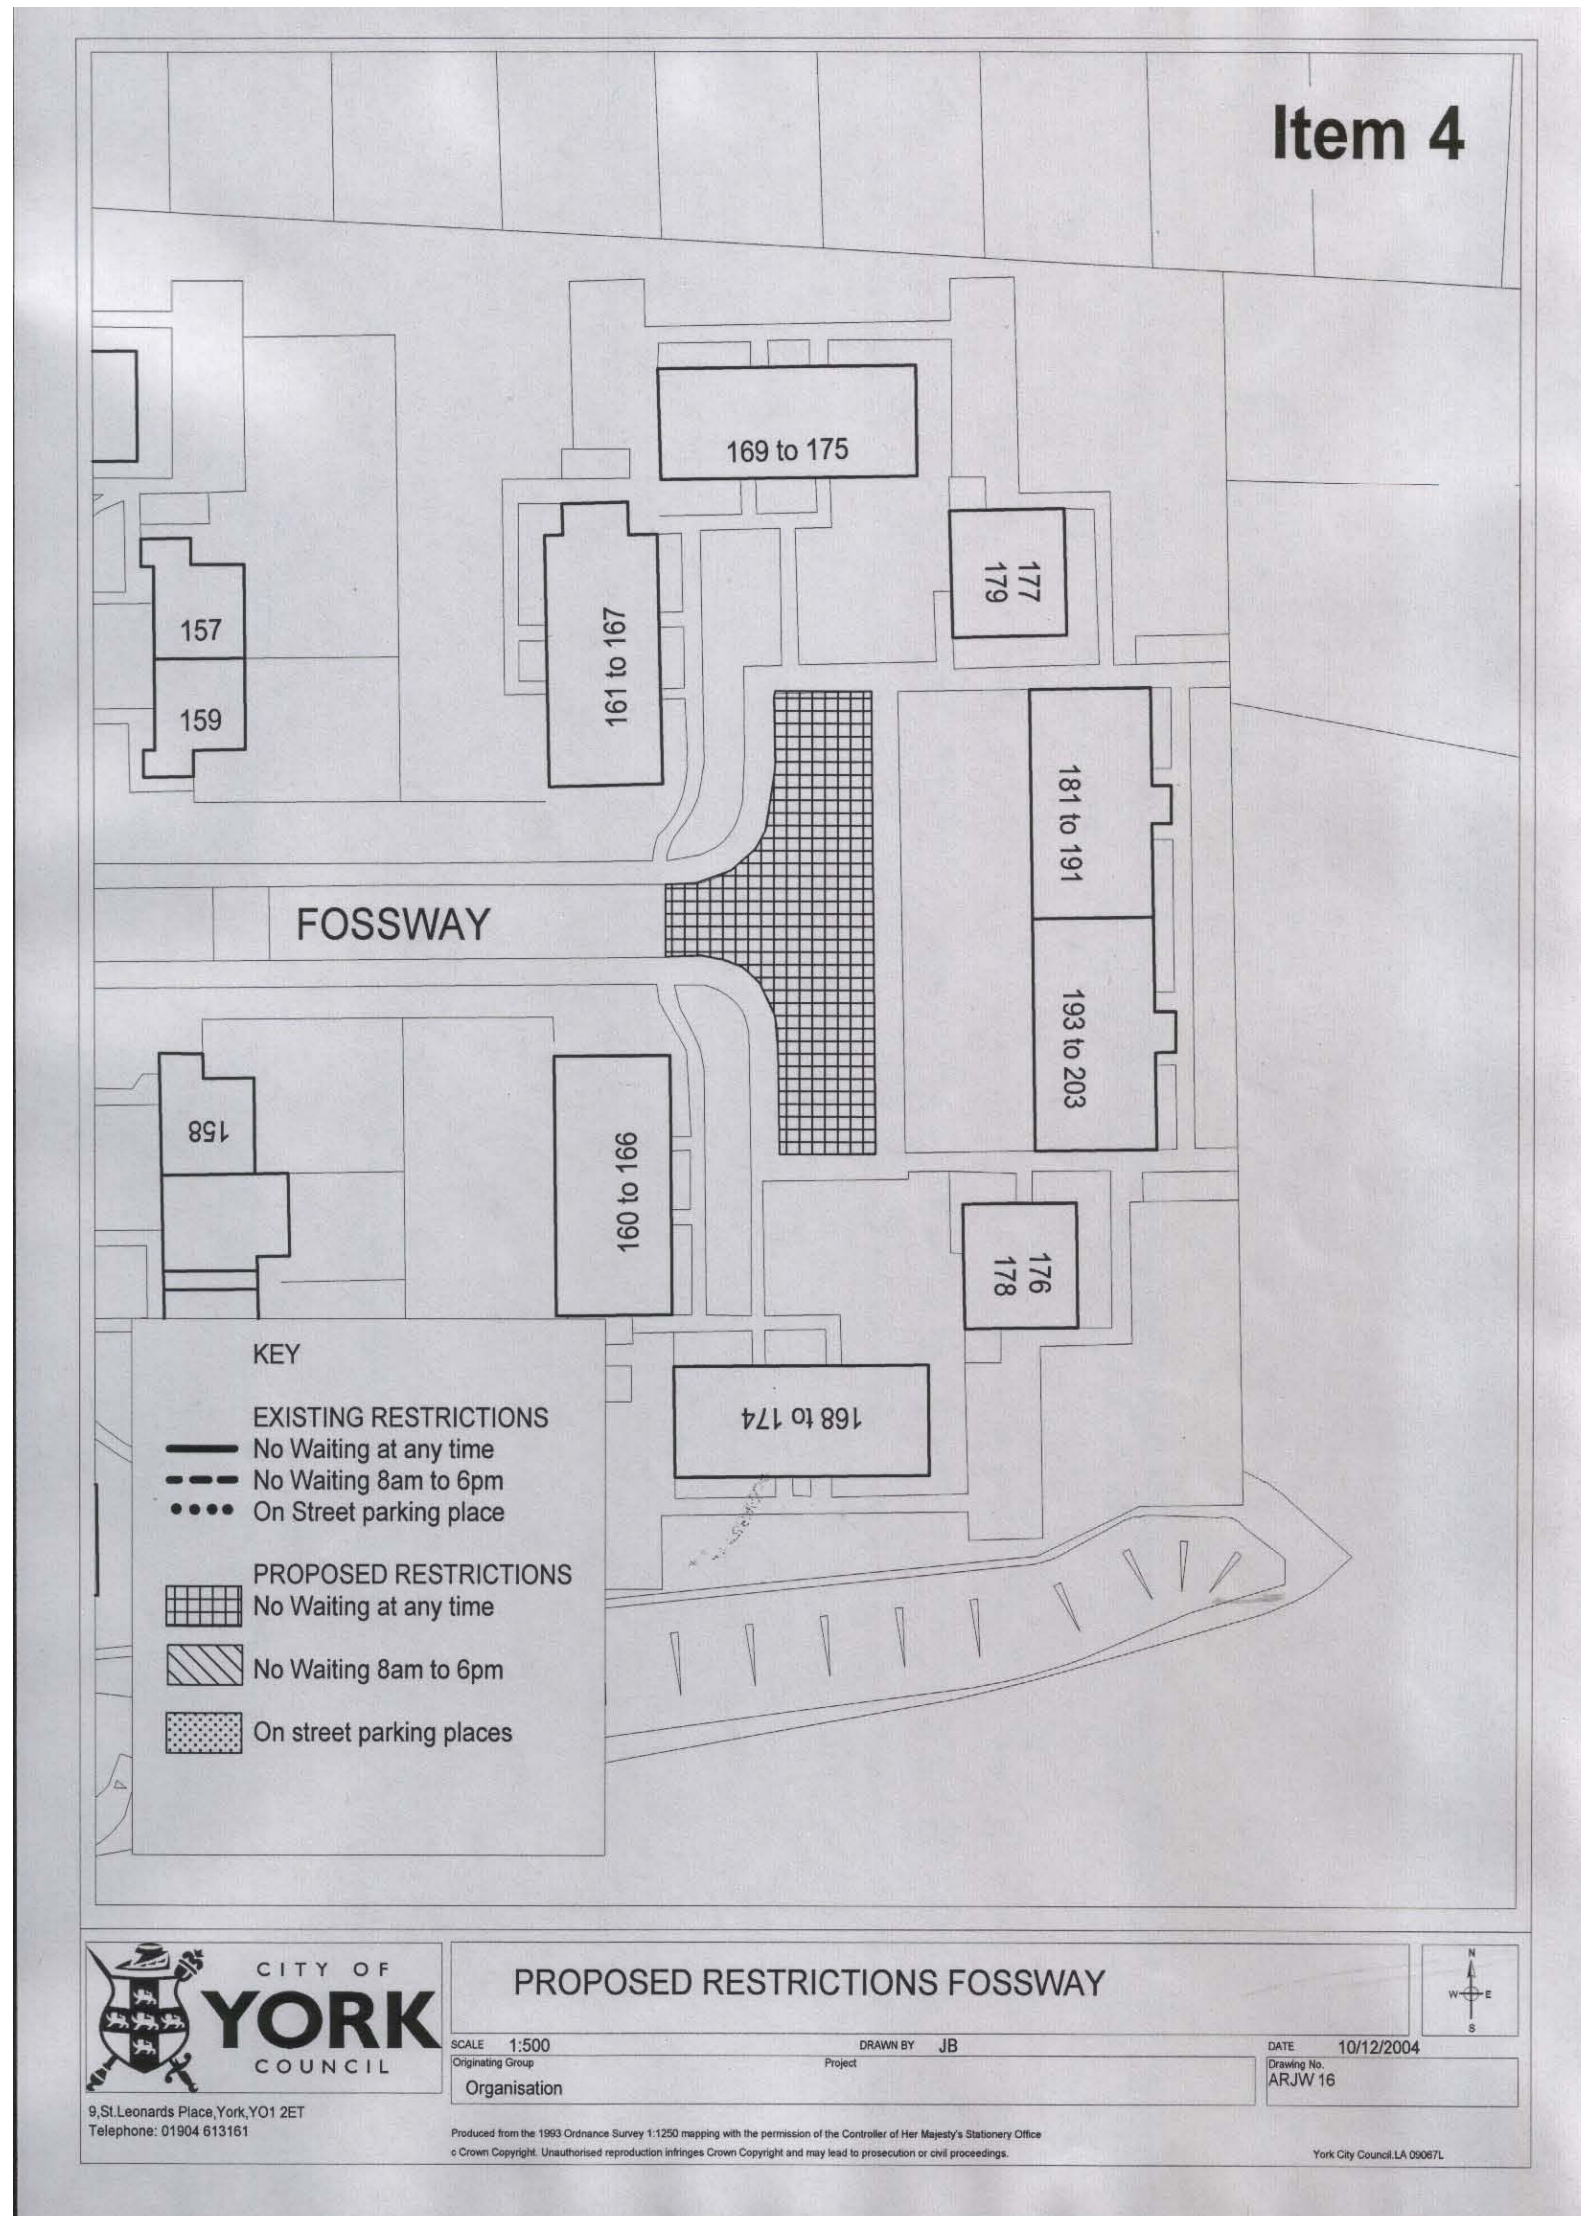 Item 4
169 to 175
177
179
157
159
161 to 167
181 to 191
FOSSWAY
193 to 203
158
160 to 166
176
178
168 to 174
KEY
EXISTING RESTRICTIONS
No Waiting at any time
No Waiting 8am to 6pm
On Street parking place
PROPOSED RESTRICTIONS
No Waiting at any time
No Waiting 8am to 6pm
On street parking places
CITY OF
YORK
COUNCIL
9,St.Leonards Place,York,YO1 2ET
Telephone: 01904 613161
PROPOSED RESTRICTIONS FOSSWAY
N
W E
S
SCALE 1:500
DRAWN BY JB
DATE 10/12/2004
Originating Group
Organisation
Project
Drawing No.
ARJW 16
Produced from the 1993 Ordnance Survey 1:1250 mapping with the permission of the Controller of Her Majesty's Stationery Office
c Crown Copyright. Unauthorised reproduction infringes Crown Copyright and may lead to prosecution or civil proceedings.
York City Council.LA 09067L